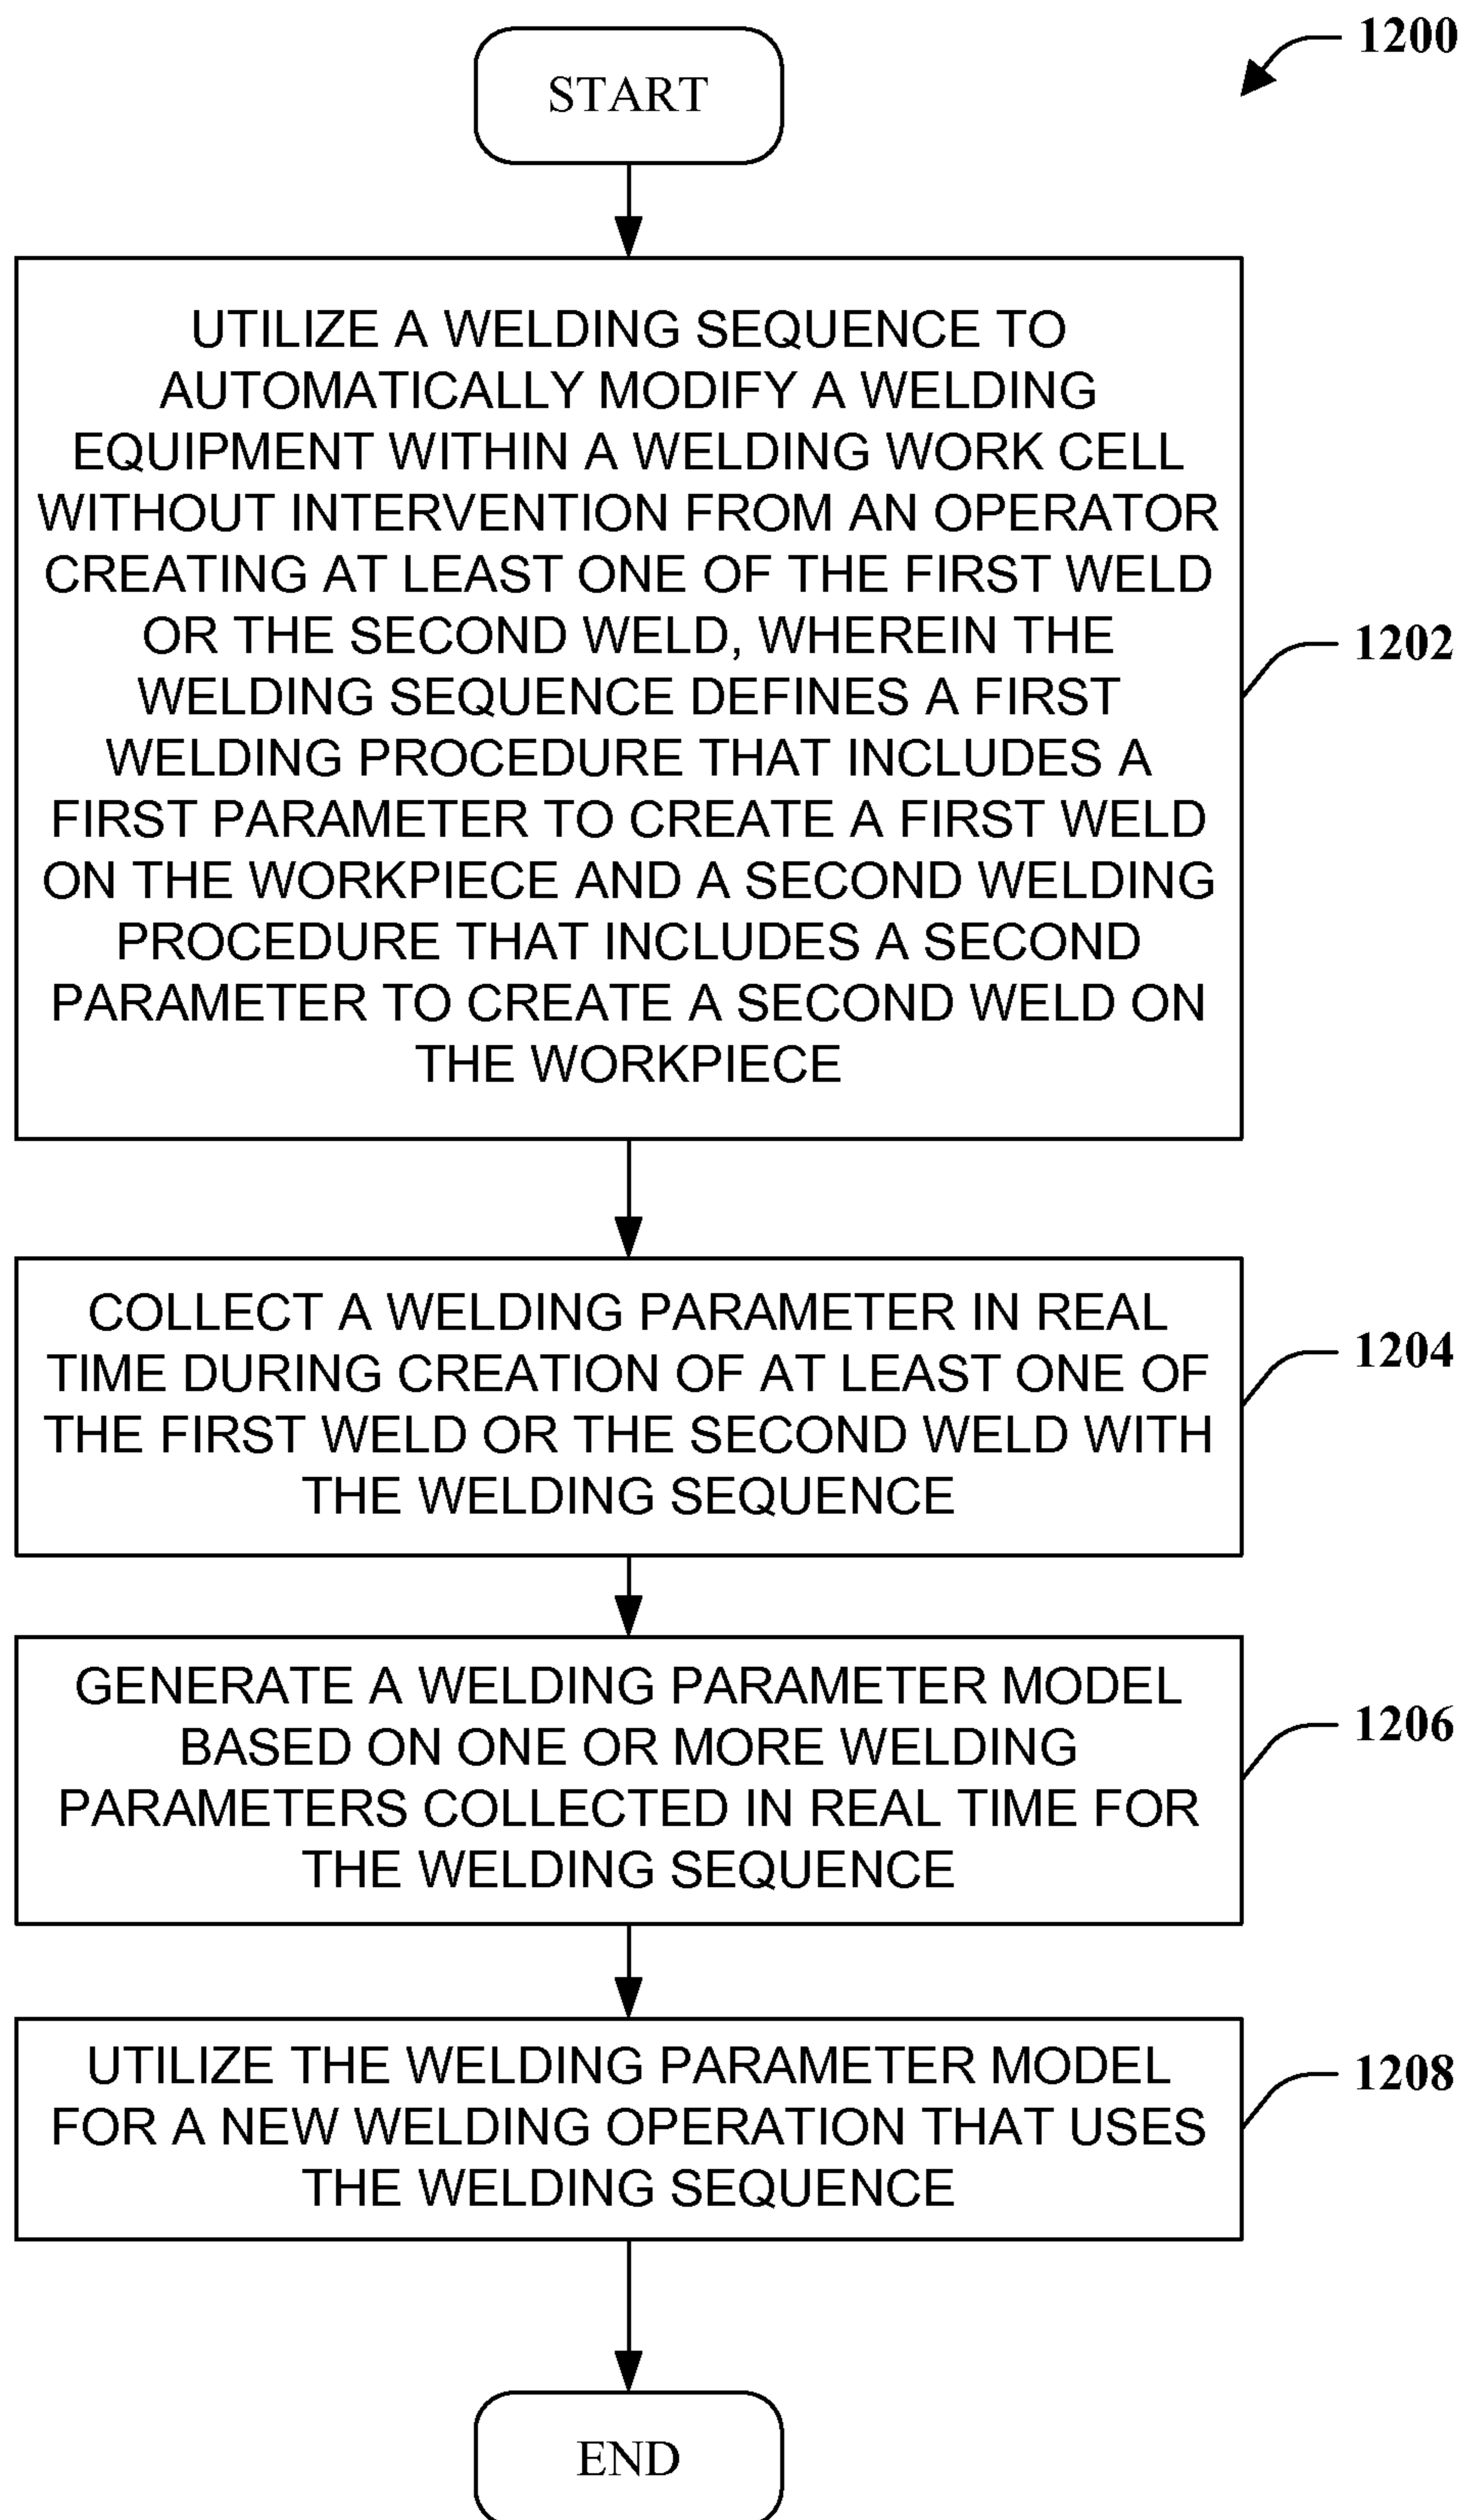 1200
START
UTILIZE A WELDING SEQUENCE TO
AUTOMATICALLY MODIFY A WELDING
EQUIPMENT WITHIN A WELDING WORK CELL
WITHOUT INTERVENTION FROM AN OPERATOR
CREATING AT LEAST ONE OF THE FIRST WELD
OR THE SECOND WELD, WHEREIN THE
WELDING SEQUENCE DEFINES A FIRST
WELDING PROCEDURE THAT INCLUDES A
FIRST PARAMETER TO CREATE A FIRST WELD
ON THE WORKPIECE AND A SECOND WELDING
PROCEDURE THAT INCLUDES A SECOND
PARAMETER TO CREATE A SECOND WELD ON
THE WORKPIECE
1202
COLLECT A WELDING PARAMETER IN REAL
TIME DURING CREATION OF AT LEAST ONE OF
THE FIRST WELD OR THE SECOND WELD WITH
THE WELDING SEQUENCE
1204
GENERATE A WELDING PARAMETER MODEL
BASED ON ONE OR MORE WELDING
PARAMETERS COLLECTED IN REAL TIME FOR
THE WELDING SEQUENCE
1206
UTILIZE THE WELDING PARAMETER MODEL
FOR A NEW WELDING OPERATION THAT USES
THE WELDING SEQUENCE
1208
END